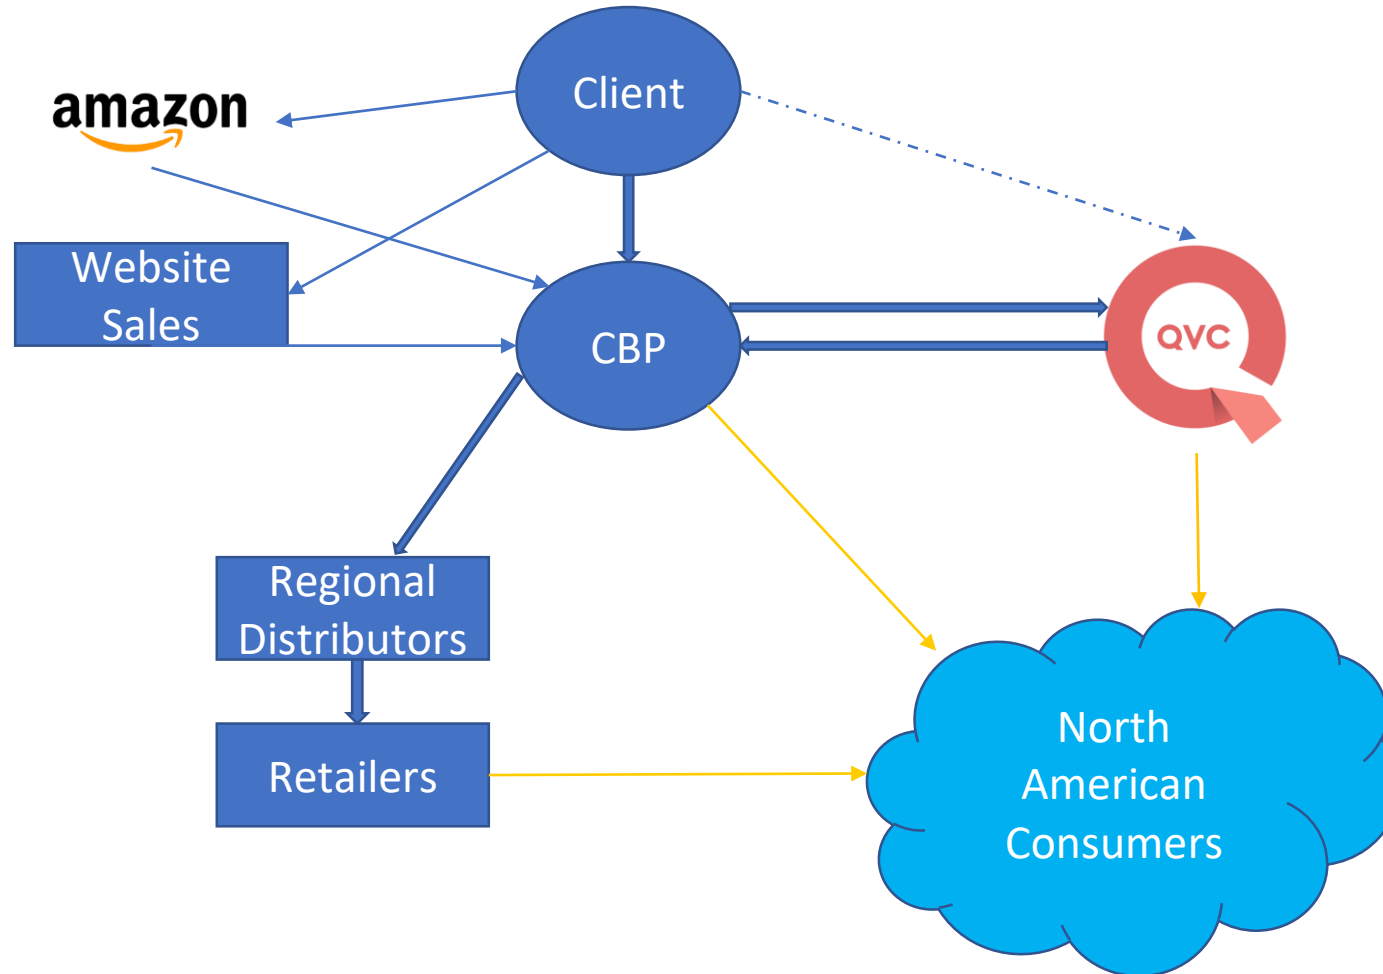 Client
amazon
Website
Sales
CBP
QVC
Regional
Distributors
Retailers
North
American
Consumers